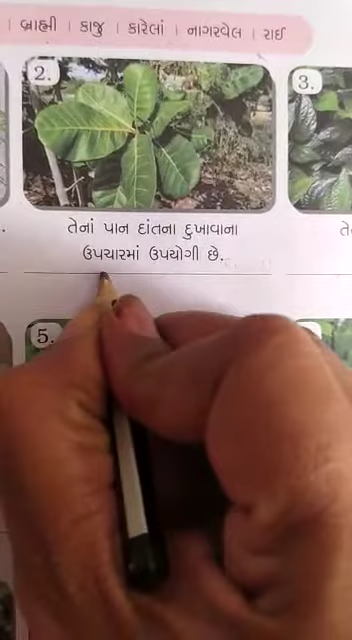 | બ્રાહ્મી | કાજુ | કારેલાં | નાગરવેલ | રાઈ
2.
3.
તેનાં પાન દાંતના દુખાવાના
ઉપચારમાં ઉપયોગી છે.
5.